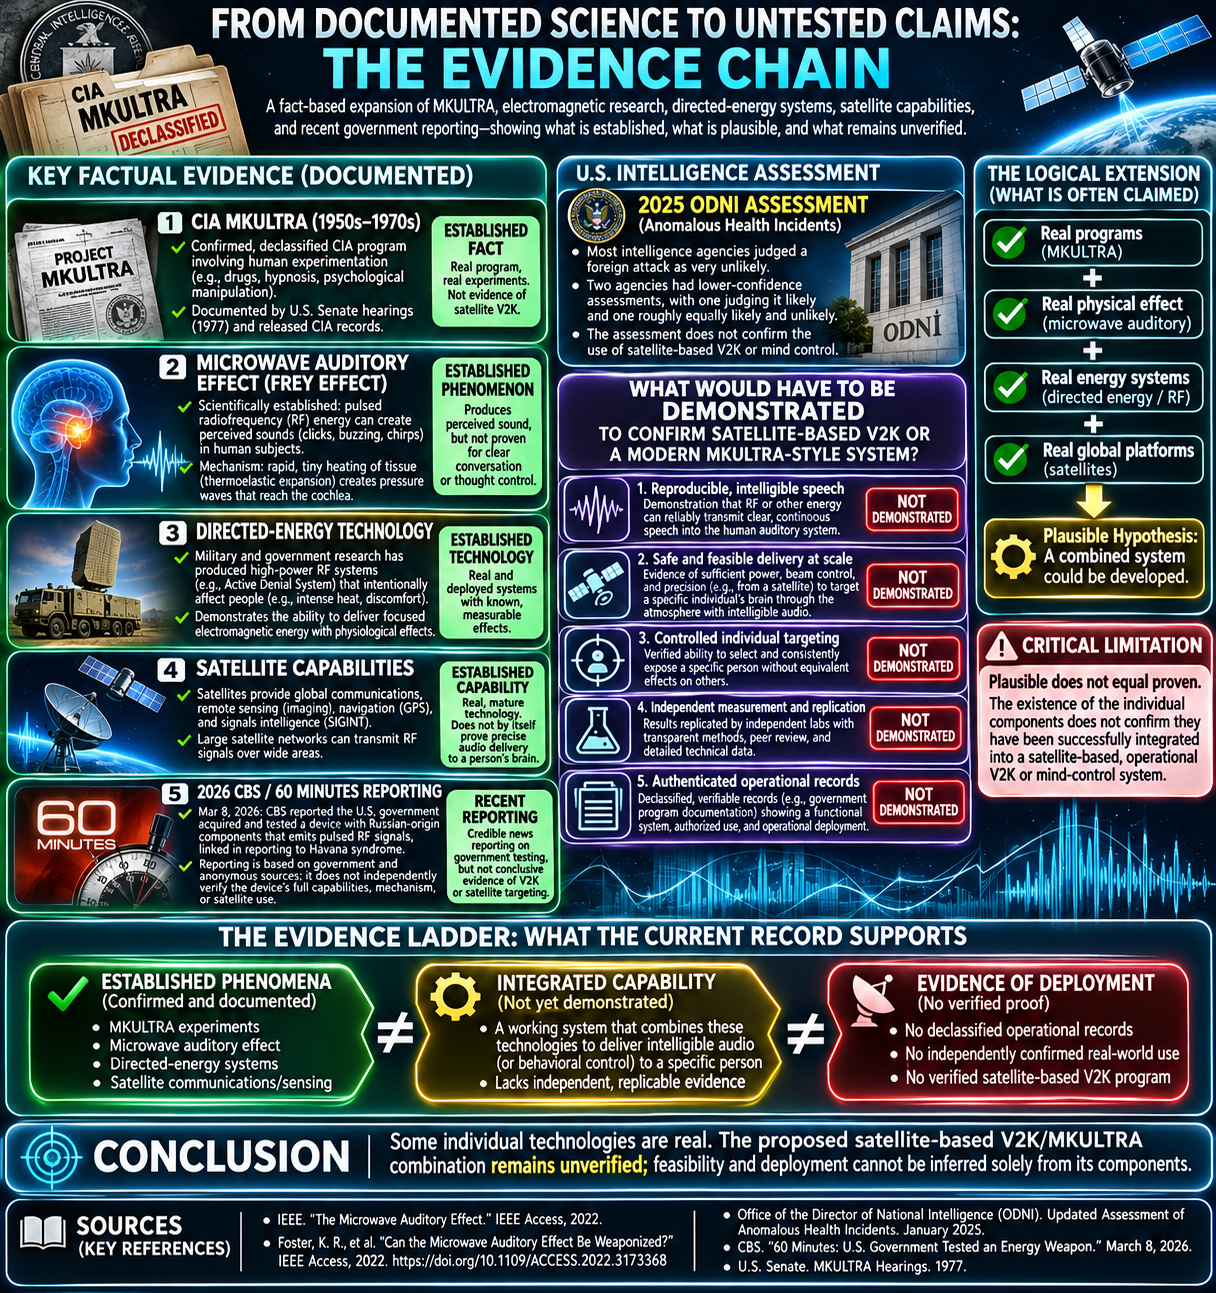 FROM DOCUMENTED SCIENCE TO UNTESTED CLAIMS:
THE EVIDENCE CHAIN
A fact-based expansion of MKULTRA, electromagnetic research, directed-energy systems, satellite capabilities,
and recent government reporting—showing what is established, what is plausible, and what remains unverified.
CIA
MKULTRA
DECLASSIFIED
KEY FACTUAL EVIDENCE (DOCUMENTED)
PROJECT
MKULTRA
1 CIA MKULTRA (1950s–1970s)
Confirmed, declassified CIA program
involving human experimentation
(e.g., drugs, hypnosis, psychological
manipulation).
Documented by U.S. Senate hearings
(1977) and released CIA records.
ESTABLISHED
FACT
Real program,
real experiments.
Not evidence of
satellite V2K.
2 MICROWAVE AUDITORY
EFFECT (FREY EFFECT)
Scientifically established: pulsed
radiofrequency (RF) energy can create
perceived sounds (clicks, buzzing, chirps)
in human subjects.
Mechanism: rapid, tiny heating of tissue
(thermoelastic expansion) creates pressure
waves that reach the cochlea.
ESTABLISHED
PHENOMENON
Produces
perceived sound,
but not proven
for clear
conversation
or thought control.
3 DIRECTED-ENERGY TECHNOLOGY
Military and government research has
produced high-power RF systems
(e.g., Active Denial System) that intentionally
affect people (e.g., intense heat, discomfort).
Demonstrates the ability to deliver focused
electromagnetic energy with physiological effects.
ESTABLISHED
TECHNOLOGY
Real and
deployed systems
with known,
measurable
effects.
4 SATELLITE CAPABILITIES
Satellites provide global communications,
remote sensing (imaging), navigation (GPS),
and signals intelligence (SIGINT).
Large satellite networks can transmit RF
signals over wide areas.
ESTABLISHED
CAPABILITY
Real, mature
technology.
Does not by itself
prove precise
audio delivery
to a person's brain.
60
MINUTES
5 2026 CBS / 60 MINUTES REPORTING
Mar 8, 2026: CBS reported the U.S. government
acquired and tested a device with Russian-origin
components that emits pulsed RF signals,
linked in reporting to Havana syndrome.
Reporting is based on government and
anonymous sources; it does not independently
verify the device's full capabilities, mechanism,
or satellite use.
RECENT
REPORTING
Credible news
reporting on
government testing,
but not conclusive
evidence of V2K
or satellite targeting.
U.S. INTELLIGENCE ASSESSMENT
2025 ODNI ASSESSMENT
(Anomalous Health Incidents)
• Most intelligence agencies judged a
foreign attack as very unlikely.
• Two agencies had lower-confidence
assessments, with one judging it likely
and one roughly equally likely and unlikely.
• The assessment does not confirm the
use of satellite-based V2K or mind control.
ODNI
WHAT WOULD HAVE TO BE
DEMONSTRATED
TO CONFIRM SATELLITE-BASED V2K OR
A MODERN MKULTRA-STYLE SYSTEM?
1. Reproducible, intelligible speech
Demonstration that RF or other energy
can reliably transmit clear, continous
speech into the human auditory system.
NOT
DEMONSTRATED
2. Safe and feasible delivery at scale
Evidence of sufficient power, beam control,
and precision (e.g., from a satellite) to target
a specific individual's brain through the
atmosphere with intelligible audio.
NOT
DEMONSTRATED
3. Controlled individual targeting
Verified ability to select and consistently
expose a specific person without equivalent
effects on others.
NOT
DEMONSTRATED
4. Independent measurement and replication
Results replicated by independent labs with
transparent methods, peer review, and
detailed technical data.
NOT
DEMONSTRATED
5. Authenticated operational records
Declassified, verifiable records (e.g., government
program documentation) showing a functional
system, authorized use, and operational deployment.
NOT
DEMONSTRATED
THE LOGICAL EXTENSION
(WHAT IS OFTEN CLAIMED)
Real programs
(MKULTRA)
+
Real physical effect
(microwave auditory)
+
Real energy systems
(directed energy / RF)
+
Real global platforms
(satellites)
Plausible Hypothesis:
A combined system
could be developed.
CRITICAL LIMITATION
Plausible does not equal proven.
The existence of the individual
components does not confirm they
have been successfully integrated
into a satellite-based, operational
V2K or mind-control system.
THE EVIDENCE LADDER: WHAT THE CURRENT RECORD SUPPORTS
ESTABLISHED PHENOMENA
(Confirmed and documented)
• MKULTRA experiments
• Microwave auditory effect
• Directed-energy systems
• Satellite communications/sensing
≠
INTEGRATED CAPABILITY
(Not yet demonstrated)
• A working system that combines these
technologies to deliver intelligible audio
(or behavioral control) to a specific person
• Lacks independent, replicable evidence
≠
EVIDENCE OF DEPLOYMENT
(No verified proof)
• No declassified operational records
• No independently confirmed real-world use
• No verified satellite-based V2K program
CONCLUSION
Some individual technologies are real. The proposed satellite-based V2K/MKULTRA
combination remains unverified; feasibility and deployment cannot be inferred solely from its components.
SOURCES
(KEY REFERENCES)
• IEEE. “The Microwave Auditory Effect.” IEEE Access, 2022.
• Foster, K. R., et al. “Can the Microwave Auditory Effect Be Weaponized?”
IEEE Access, 2022. https://doi.org/10.1109/ACCESS.2022.3173368
• Office of the Director of National Intelligence (ODNI). Updated Assessment of
Anomalous Health Incidents. January 2025.
• CBS. “60 Minutes: U.S. Government Tested an Energy Weapon.” March 8, 2026.
• U.S. Senate. MKULTRA Hearings. 1977.